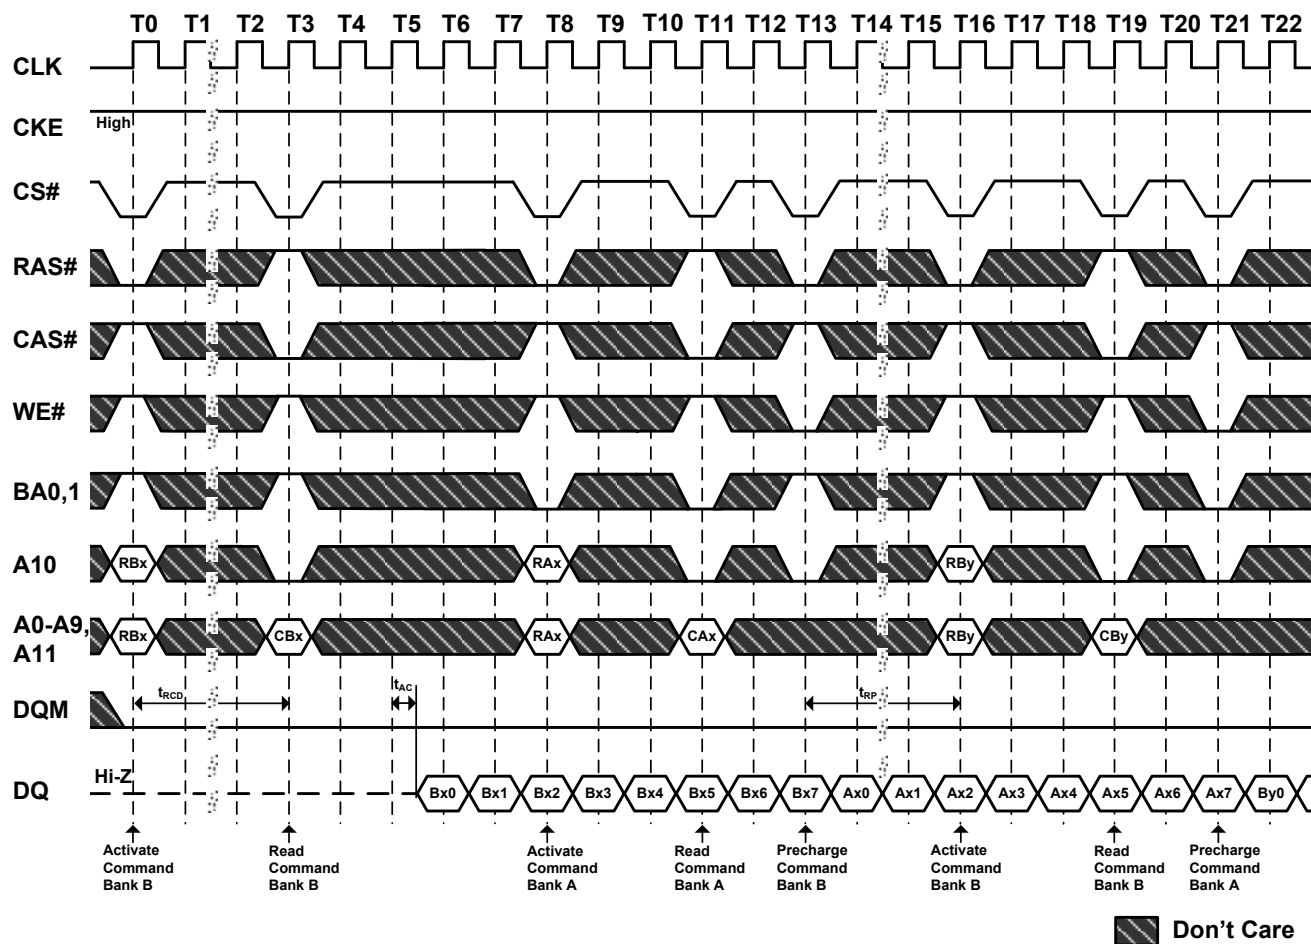 T0 T1 T2 T3 T4 T5 T6 T7 T8 T9 T10 T11 T12 T13 T14 T15 T16 T17 T18 T19 T20 T21 T22
CLK
CKE High
CS#
RAS#
CAS#
WE#
BA0,1
A10 RBx RAx RBy
A0-A9,
A11
RBx CBx RAx CAx RBy CBy
DQM tRCD tAC tRP
DQ Hi-Z Bx0 Bx1 Bx2 Bx3 Bx4 Bx5 Bx6 Bx7 Ax0 Ax1 Ax2 Ax3 Ax4 Ax5 Ax6 Ax7 By0
Activate
Command
Bank B
Read
Command
Bank B
Activate
Command
Bank A
Read
Command
Bank A
Precharge
Command
Bank B
Activate
Command
Bank B
Read
Command
Bank B
Precharge
Command
Bank A
Don't Care